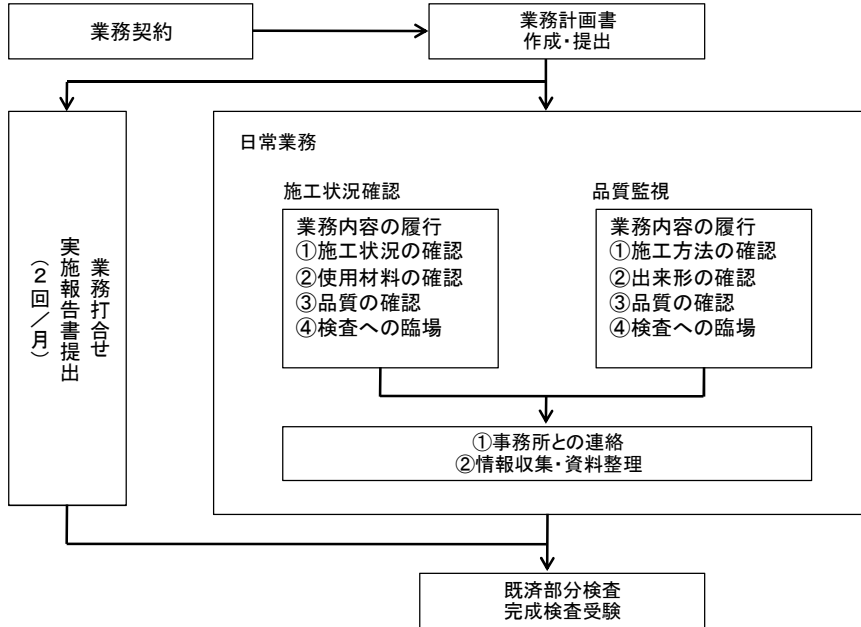 業務契約
業務計画書
作成・提出
業務打合せ
実施報告書提出
（２回／月）
日常業務
施工状況確認
業務内容の履行
①施工状況の確認
②使用材料の確認
③品質の確認
④検査への臨場
品質監視
業務内容の履行
①施工方法の確認
②出来形の確認
③品質の確認
④検査への臨場
①事務所との連絡
②情報収集・資料整理
既済部分検査
完成検査受験